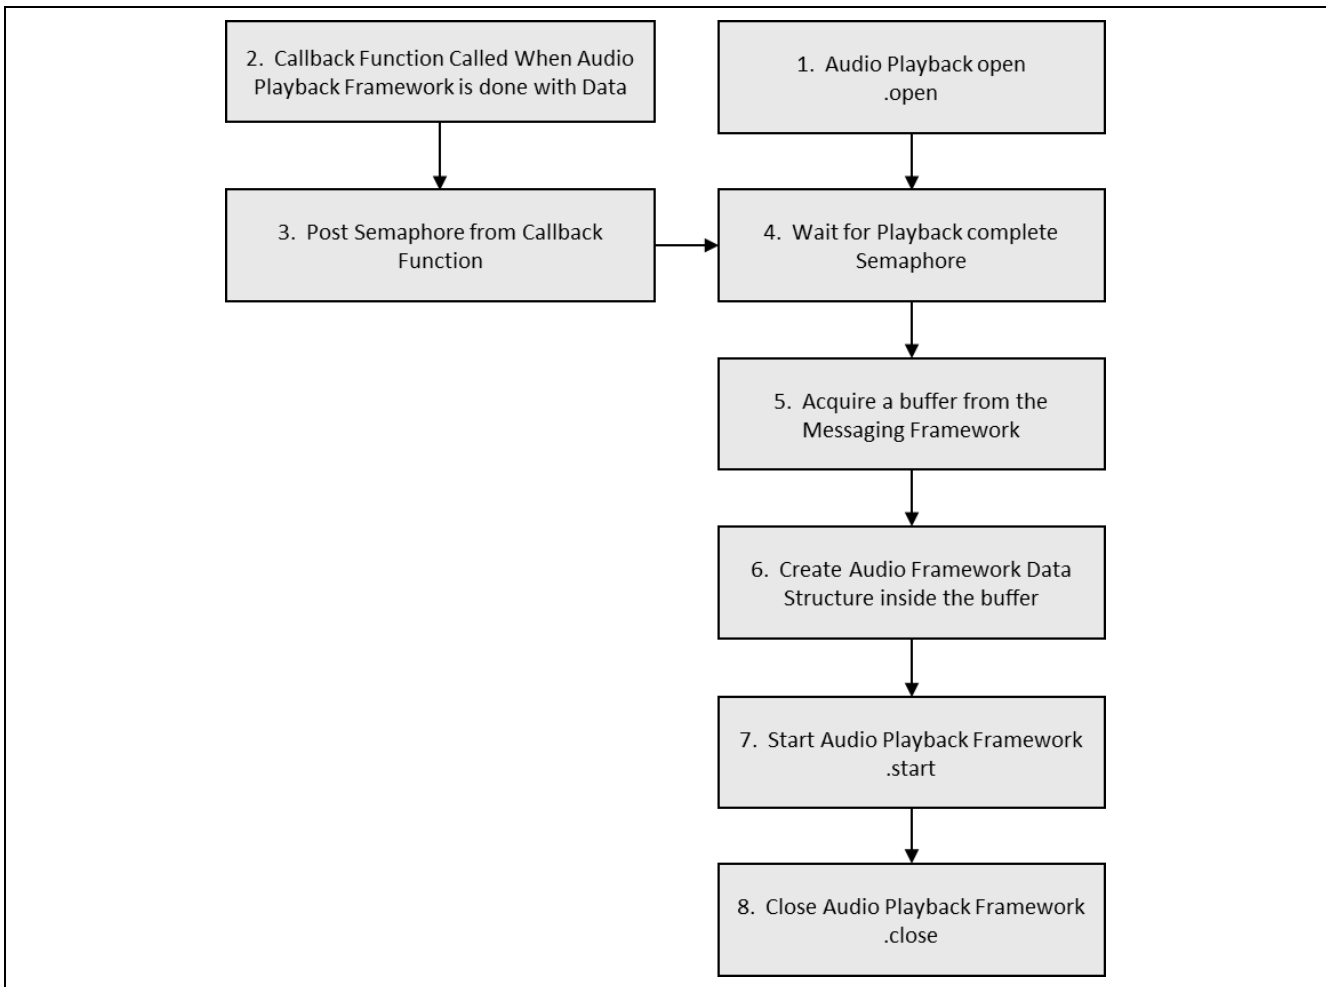 2. Callback Function Called When Audio
Playback Framework is done with Data
1. Audio Playback open
.open
3. Post Semaphore from Callback
Function
4. Wait for Playback complete
Semaphore
5. Acquire a buffer from the
Messaging Framework
6. Create Audio Framework Data
Structure inside the buffer
7. Start Audio Playback Framework
.start
8. Close Audio Playback Framework
.close